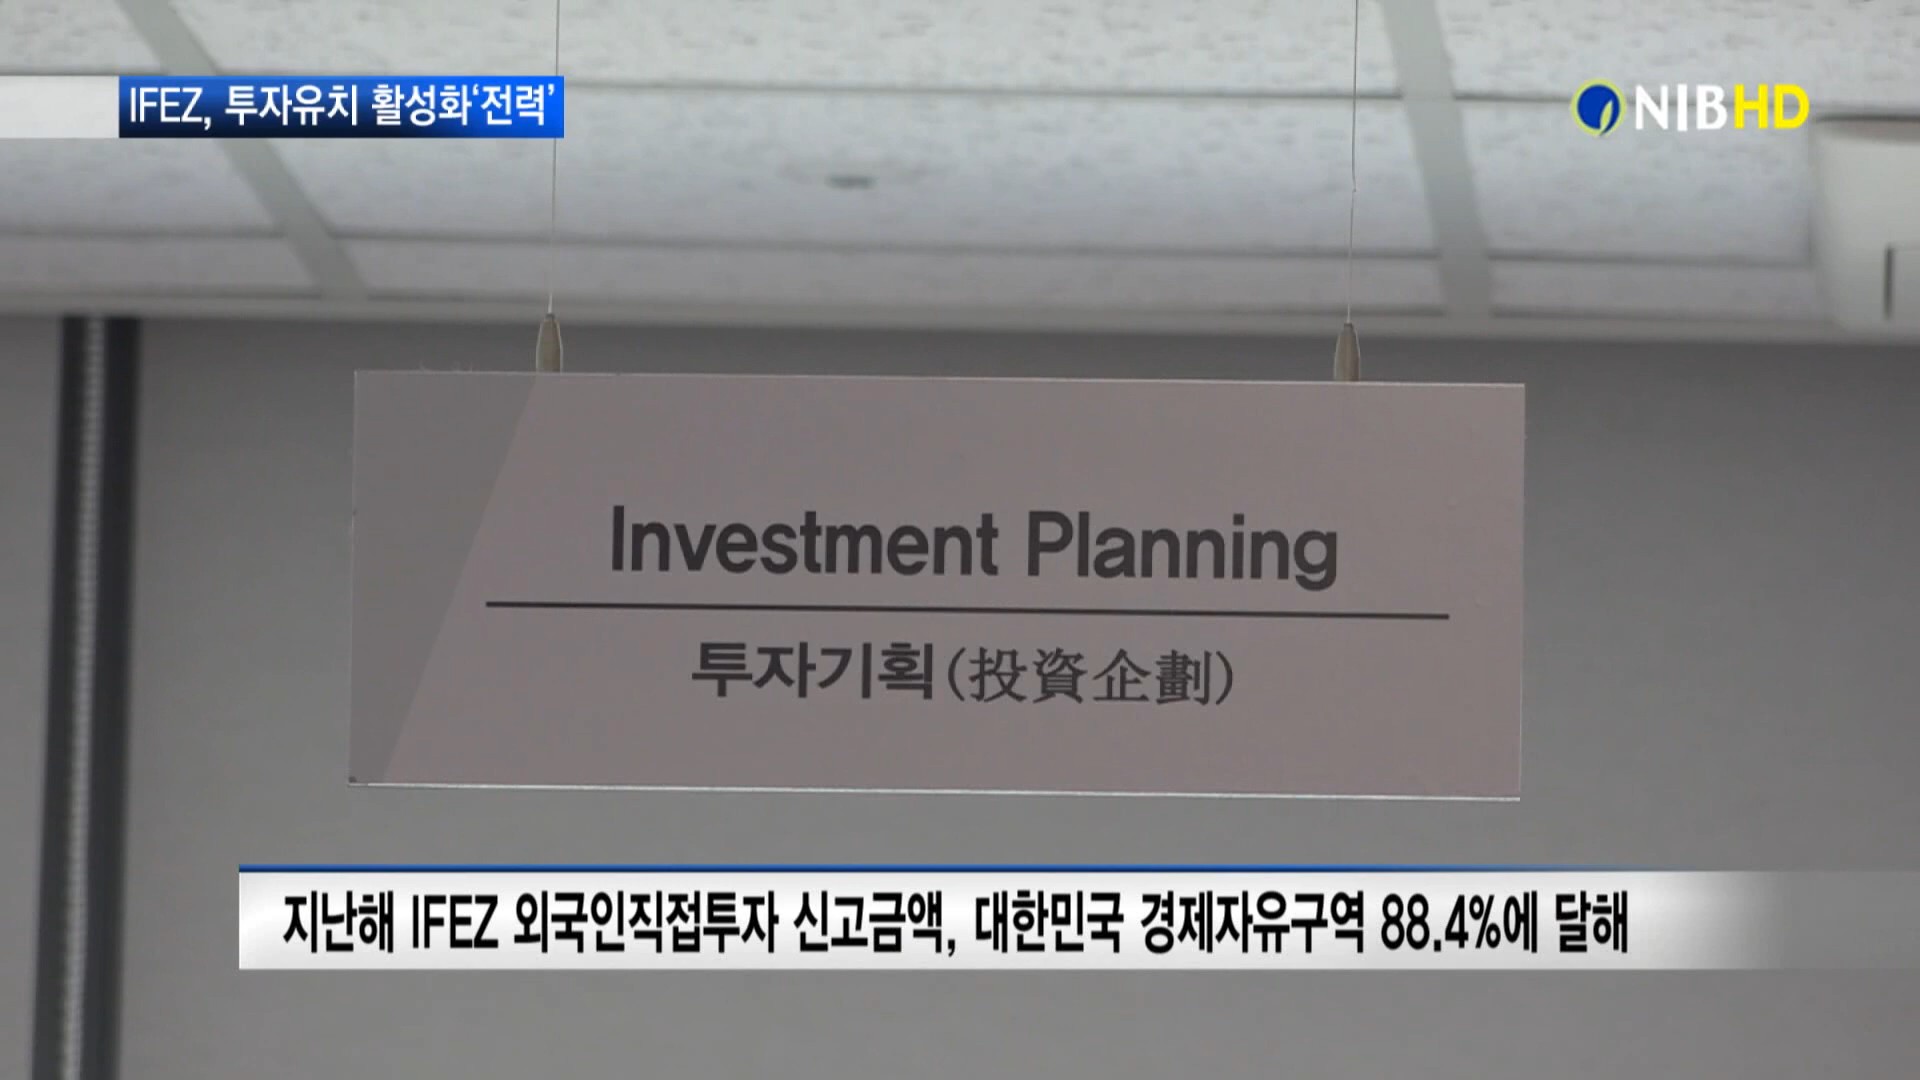 IFEZ, 투자유치 활성화‘전력’
NIBHD
Investment Planning
투자기획(投資企劃)
지난해 IFEZ 외국인직접투자 신고금액, 대한민국 경제자유구역 88.4%에 달해